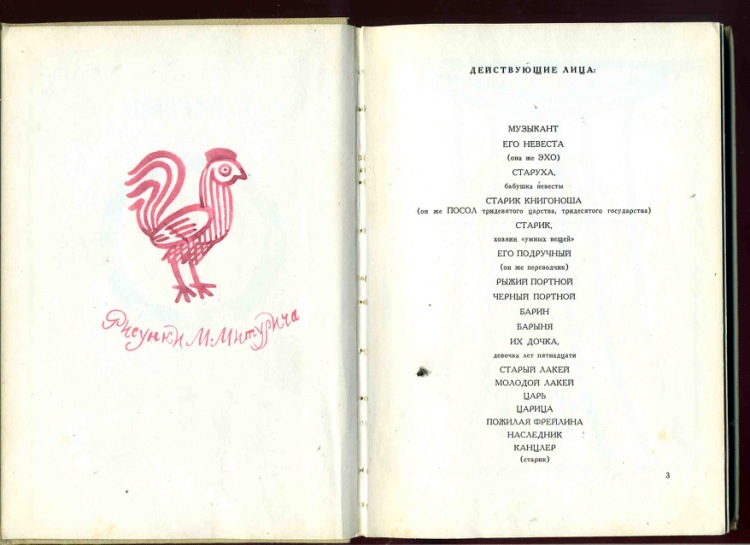 Рисунки М. Митурича
ДЕЙСТВУЮЩИЕ ЛИЦА:
МУЗЫКАНТ
ЕГО НЕВЕСТА
(она же ЭХО)
СТАРУХА,
бабушка невесты
СТАРИК КНИГОНОША
(он же ПОСОЛ тридевятого царства, тридесятого государства)
СТАРИК,
хозяин «умных вещей»
ЕГО ПОДРУЧНЫЙ
(он же переводчик)
РЫЖИЙ ПОРТНОЙ
ЧЕРНЫЙ ПОРТНОЙ
БАРИН
БАРЫНЯ
ИХ ДОЧКА,
девочка лет пятнадцати
СТАРЫЙ ЛАКЕЙ
МОЛОДОЙ ЛАКЕЙ
ЦАРЬ
ЦАРИЦА
ПОЖИЛАЯ ФРЕЙЛИНА
НАСЛЕДНИК
КАНЦЛЕР
(старик)
3